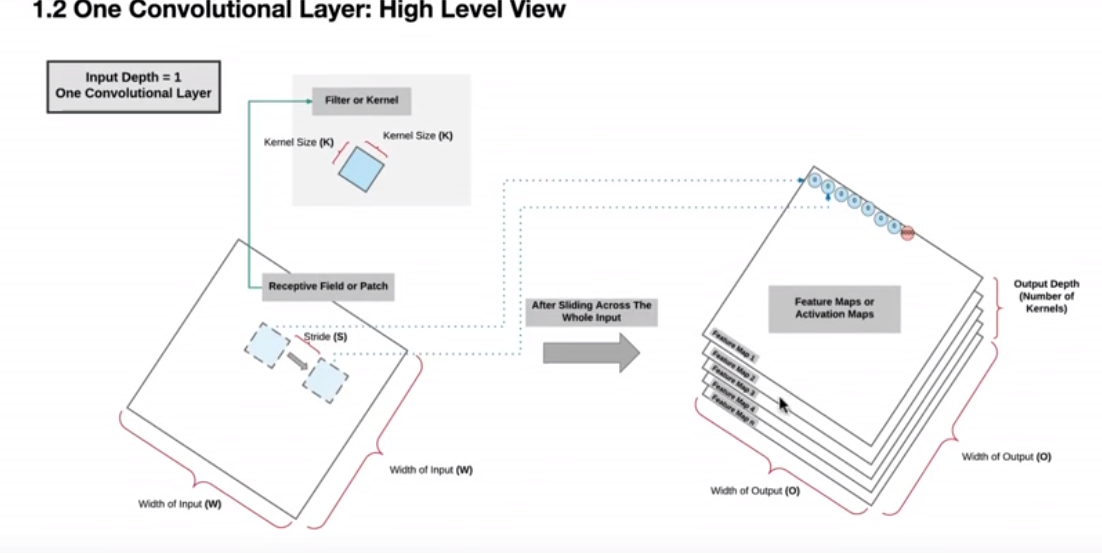 1.2 One Convolutional Layer: High Level View
Input Depth = 1
One Convolutional Layer
Filter or Kernel
Kernel Size (K)
Kernel Size (K)
Receptive Field or Patch
Stride (S)
Width of Input (W)
Width of Input (W)
After Sliding Across The
Whole Input
Feature Maps or
Activation Maps
Feature Map 1
Feature Map 2
Feature Map 3
Feature Map 4
Feature Map n
Output Depth
(Number of
Kernels)
Width of Output (O)
Width of Output (O)